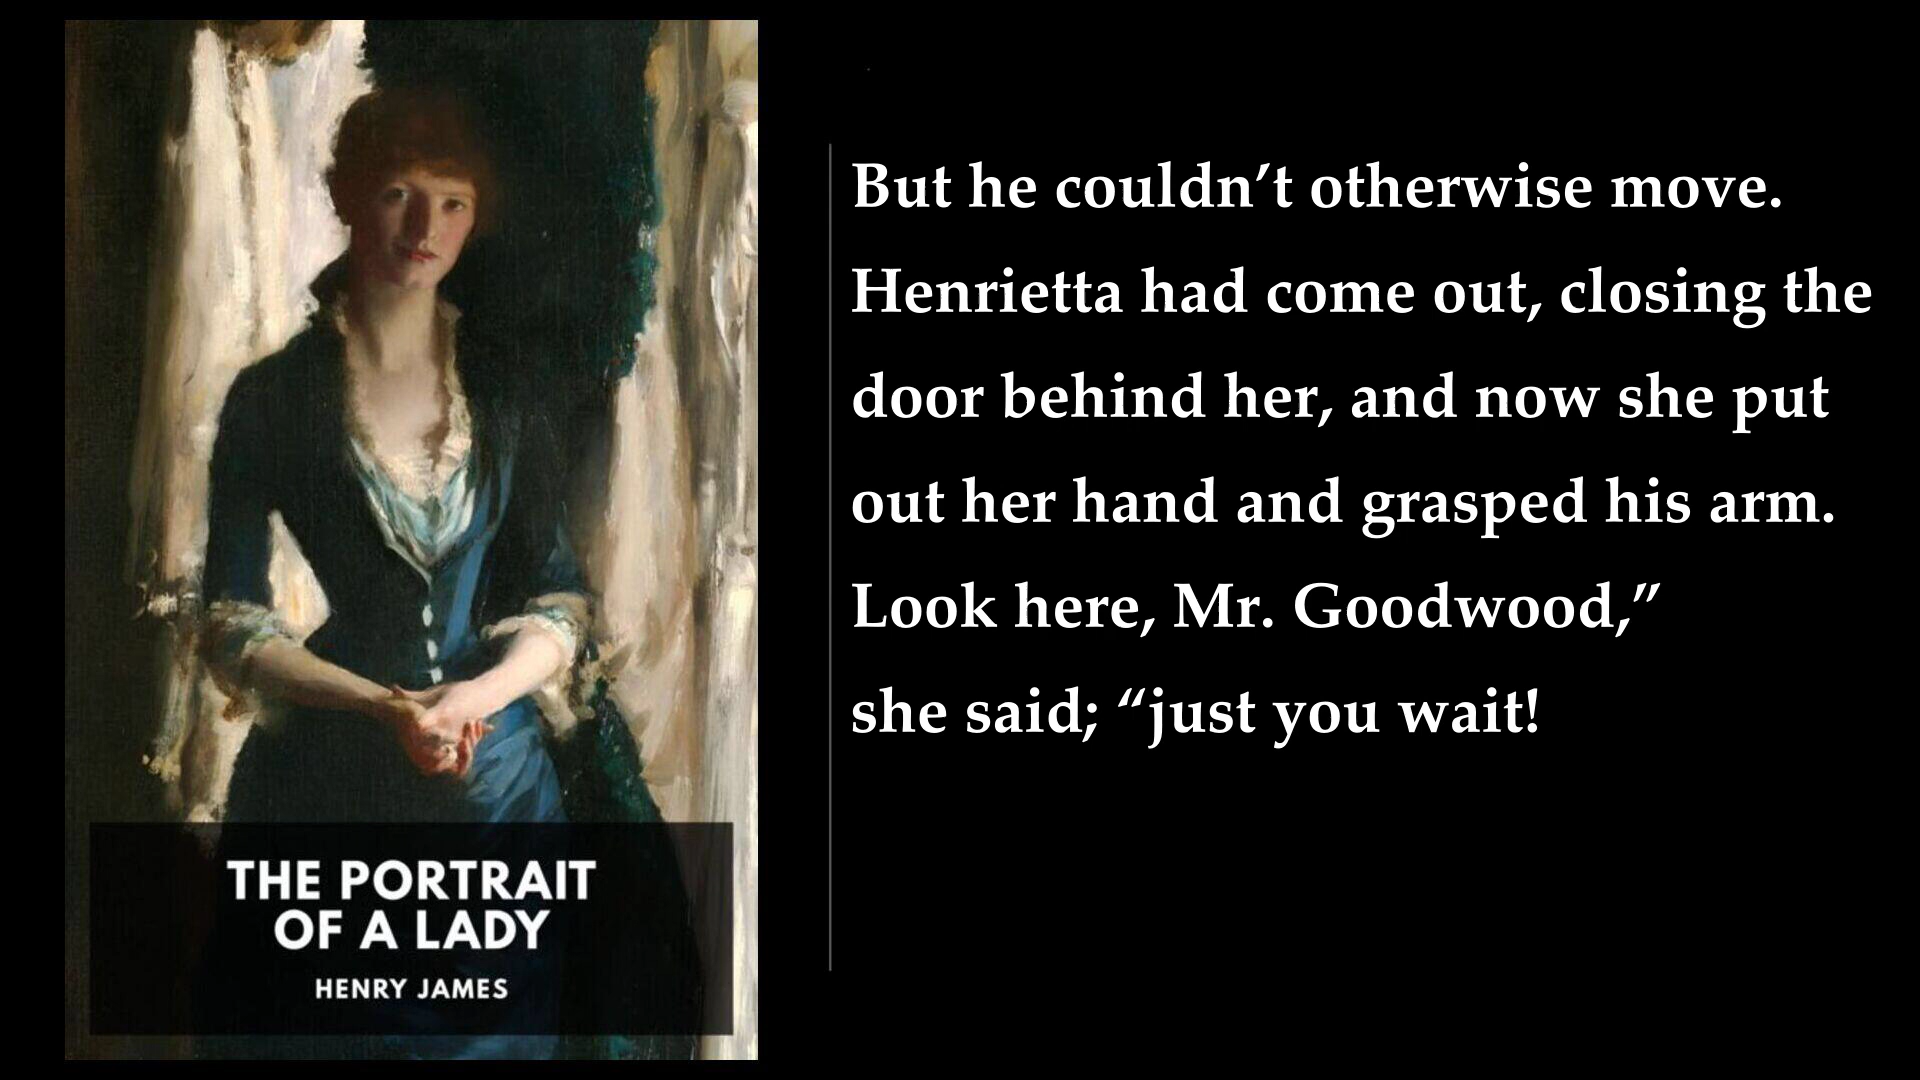 THE PORTRAIT
OF A LADY
HENRY JAMES
But he couldn’t otherwise move.
Henrietta had come out, closing the
door behind her, and now she put
out her hand and grasped his arm.
Look here, Mr. Goodwood,”
she said; “just you wait!